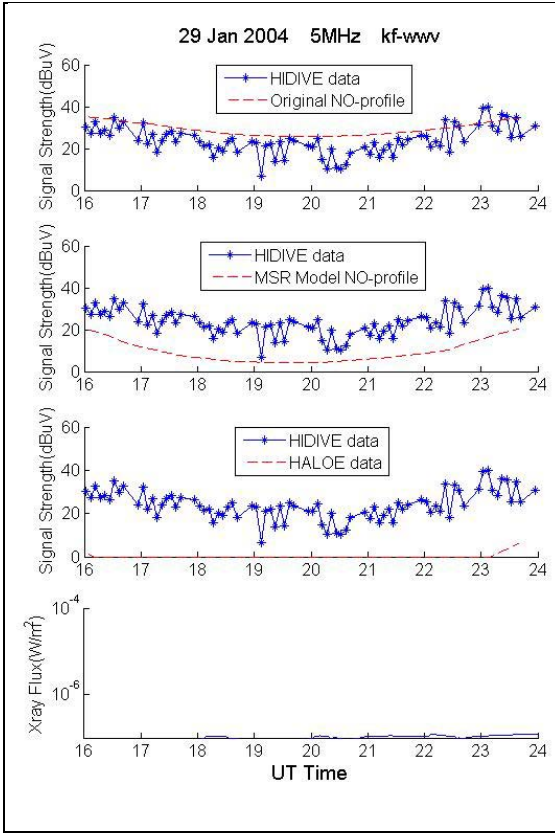 29 Jan 2004 5MHz kf-wwv
Signal Strength(dBuV)
60
40
20
0
HIDIVE data
Original NO-profile
16 17 18 19 20 21 22 23 24
Signal Strength(dBuV)
60
40
20
0
HIDIVE data
MSR Model NO-profile
16 17 18 19 20 21 22 23 24
Signal Strength(dBuV)
60
40
20
0
HIDIVE data
HALOE data
16 17 18 19 20 21 22 23 24
Xray Flux(W/m²)
10⁻⁴
10⁻⁶
16 17 18 19 20 21 22 23 24
UT Time